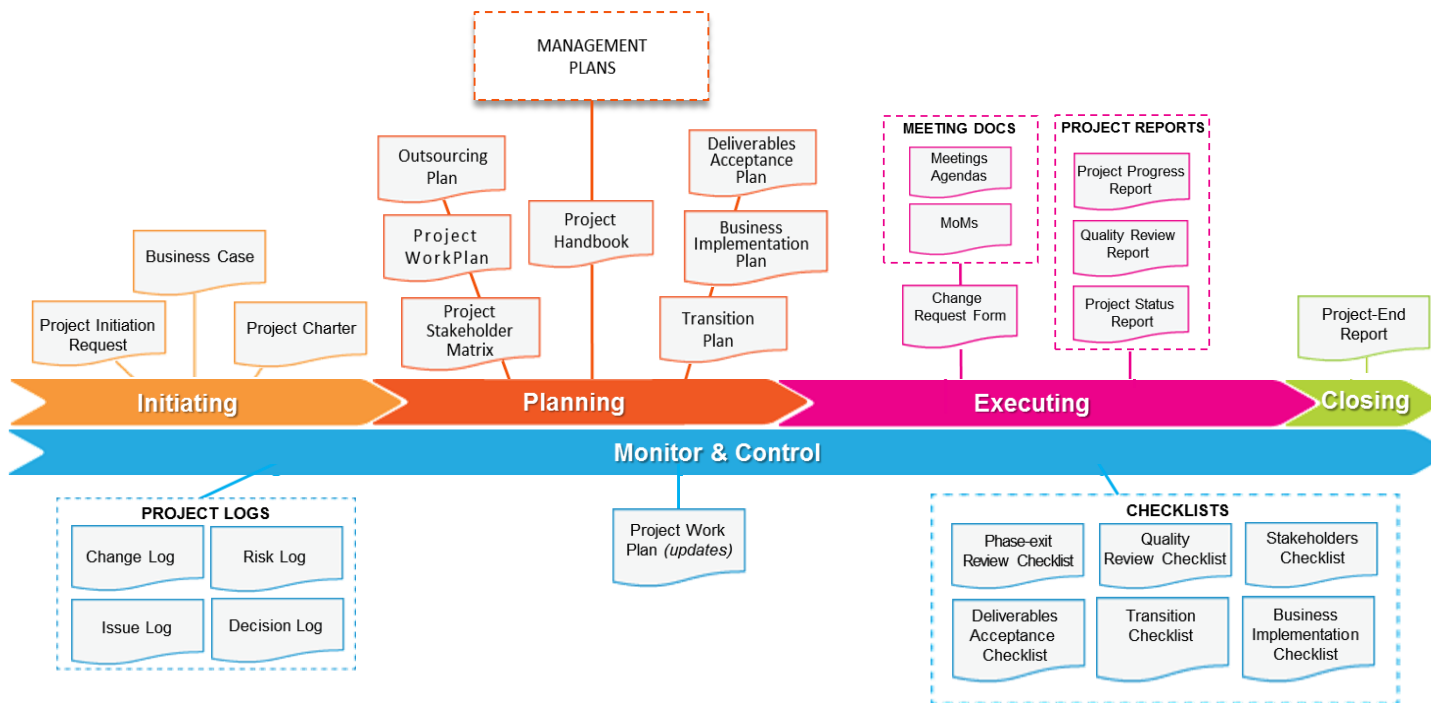 MANAGEMENT
PLANS
Outsourcing
Plan
Project
WorkPlan
Project
Stakeholder
Matrix
Project
Handbook
Deliverables
Acceptance
Plan
Business
Implementation
Plan
Transition
Plan
MEETING DOCS
Meetings
Agendas
MoMs
Change
Request Form
PROJECT REPORTS
Project Progress
Report
Quality Review
Report
Project Status
Report
Business Case
Project Initiation
Request
Project Charter
Project-End
Report
Initiating
Planning
Executing
Closing
Monitor & Control
PROJECT LOGS
Change Log
Risk Log
Issue Log
Decision Log
Project Work
Plan (updates)
CHECKLISTS
Phase-exit
Review Checklist
Quality
Review Checklist
Stakeholders
Checklist
Deliverables
Acceptance
Checklist
Transition
Checklist
Business
Implementation
Checklist